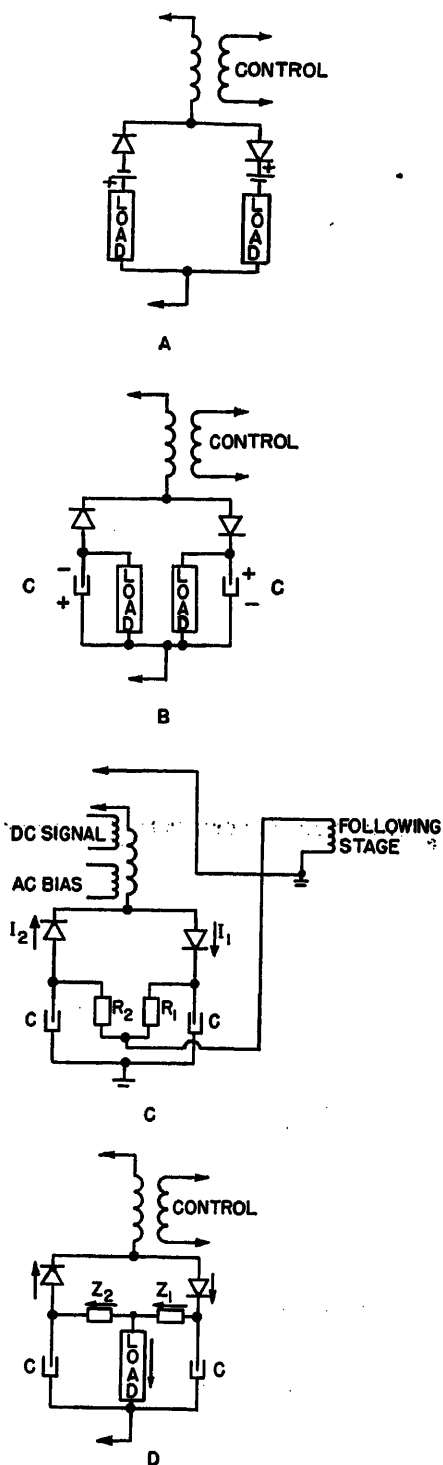 CONTROL
+ +
LOAD LOAD
A
CONTROL
C - + LOAD LOAD + - C
B
DC SIGNAL FOLLOWING
STAGE
AC BIAS
I2 I1
C R2 R1 C
C
CONTROL
Z2 Z1
C LOAD C
D